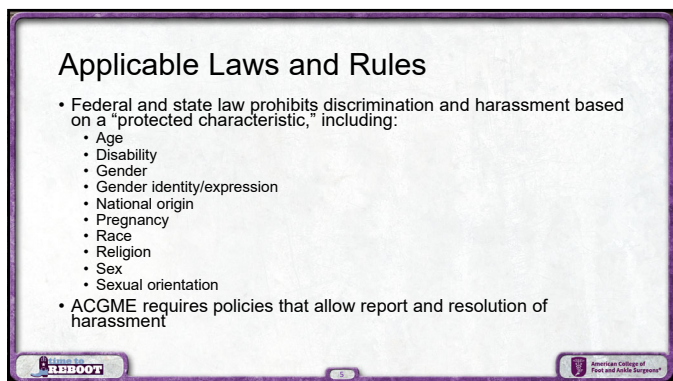 Applicable Laws and Rules
• Federal and state law prohibits discrimination and harassment based
on a “protected characteristic,” including:
• Age
• Disability
• Gender
• Gender identity/expression
• National origin
• Pregnancy
• Race
• Religion
• Sex
• Sexual orientation
• ACGME requires policies that allow report and resolution of
harassment
time to
REBOOT
5
American College of
Foot and Ankle Surgeons®